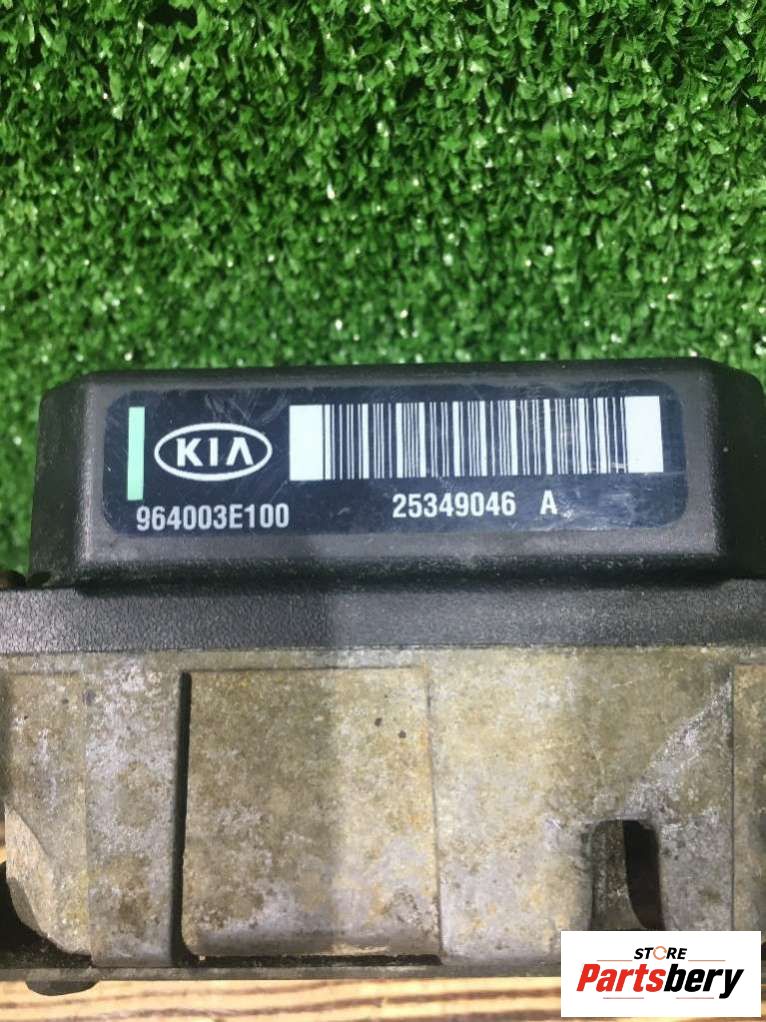 KIA
964003E100
25349046 A
STORE
Partsbery